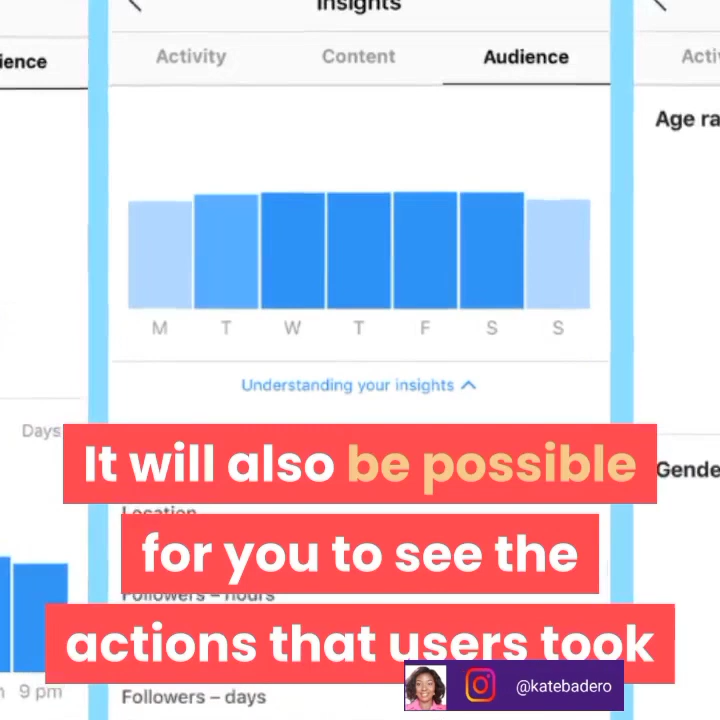 Insights
ience
Activity
Content
Audience
Activ
Age ra
M T W T F S S
Understanding your insights
Days
It will also be possible
Gende
Location
for you to see the
Followers – hours
actions that users took
9 pm
@katebadero
Followers – days